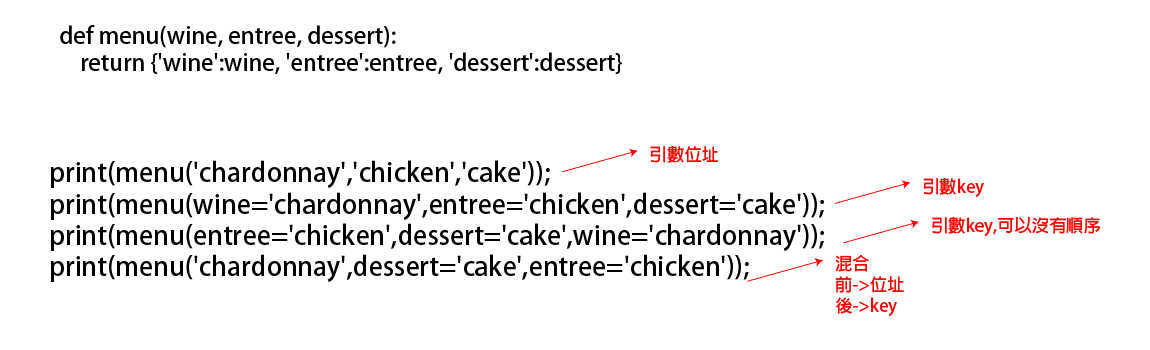 def menu(wine, entree, dessert):
return {'wine':wine, 'entree':entree, 'dessert':dessert}
print(menu('chardonnay','chicken','cake'));
引數位址
print(menu(wine='chardonnay',entree='chicken',dessert='cake'));
引數key
print(menu(entree='chicken',dessert='cake',wine='chardonnay'));
引數key,可以沒有順序
print(menu('chardonnay',dessert='cake',entree='chicken'));
混合
前->位址
後->key